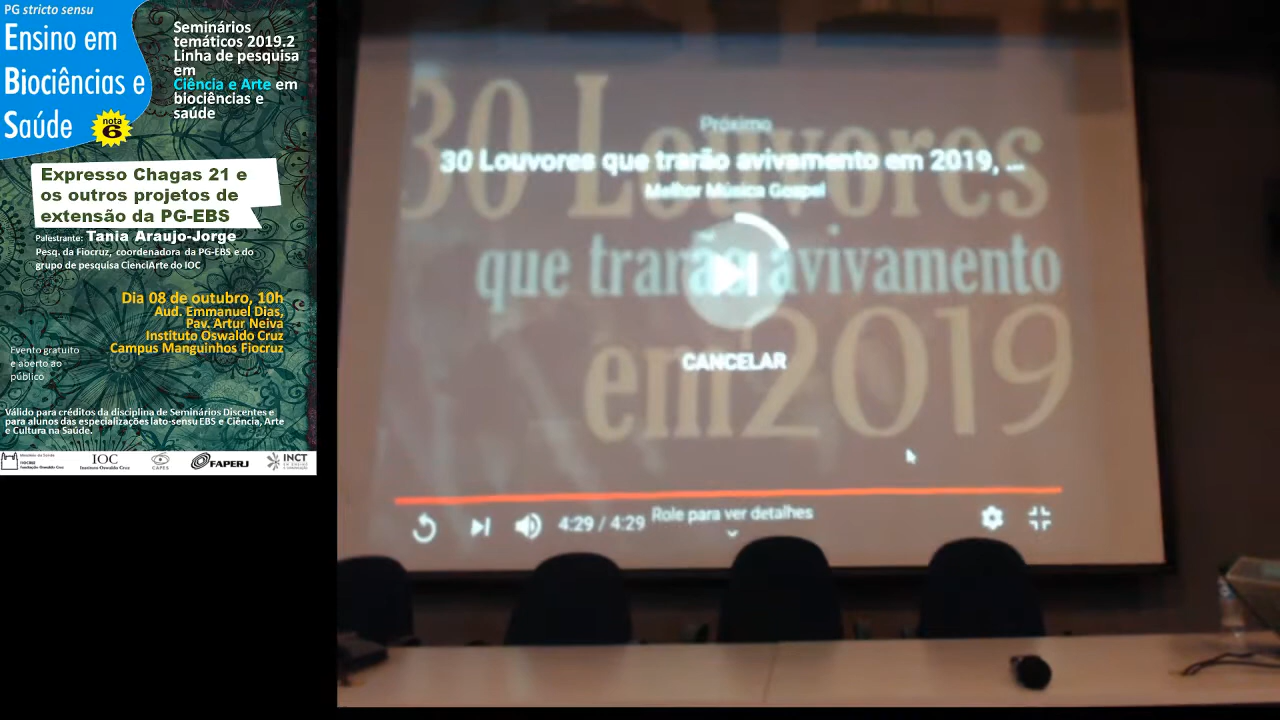 PG stricto sensu
Ensino em
Biociências e
Saúde
nota
6
Seminários
temáticos 2019.2
Linha de pesquisa
em
Ciência e Arte em
biociências e
saúde
Expresso Chagas 21 e
os outros projetos de
extensão da PG-EBS
Palestrante: Tania Araujo-Jorge
Pesq. da Fiocruz, coordenadora da PG-EBS e do
grupo de pesquisa CienciArte do IOC
Dia 08 de outubro, 10h
Aud. Emmanuel Dias,
Pav. Artur Neiva
Instituto Oswaldo Cruz
Campus Manguinhos Fiocruz
Evento gratuito
e aberto ao
público
Válido para créditos da disciplina de Seminários Discentes e
para alunos das especializações lato-sensu EBS e Ciência, Arte
e Cultura na Saúde.
IOC
Instituto Oswaldo Cruz
CAPES
FAPERJ
INCT
30 Louvores
que trarão avivamento
em 2019
Próximo
30 Louvores que trarão avivamento em 2019, ...
Melhor Música Gospel
CANCELAR
4:29 / 4:29
Role para ver detalhes